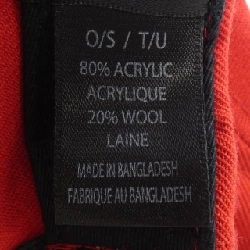 O/S / T/U
80% ACRYLIC
ACRYLIQUE
20% WOOL
LAINE
MADE IN BANGLADESH
FABRIQUE AU BANGLADESH